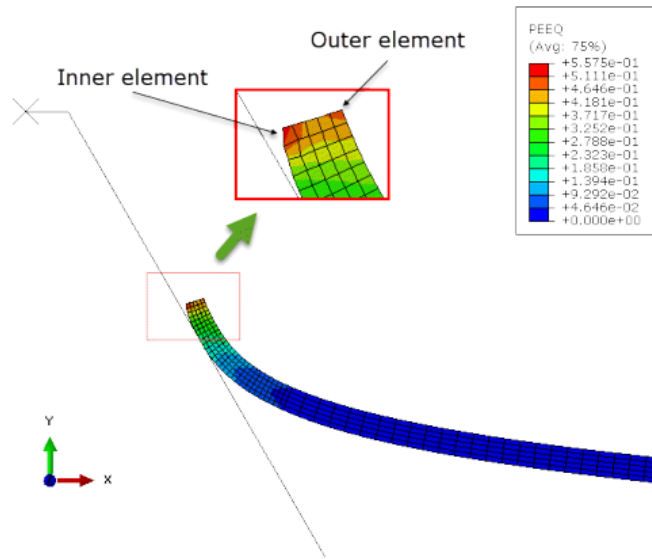 Outer element
Inner element
PEEQ
(Avg: 75%)
+5.575e-01
+5.111e-01
+4.646e-01
+4.181e-01
+3.717e-01
+3.252e-01
+2.788e-01
+2.323e-01
+1.858e-01
+1.394e-01
+9.292e-02
+4.646e-02
+0.000e+00
Y
X